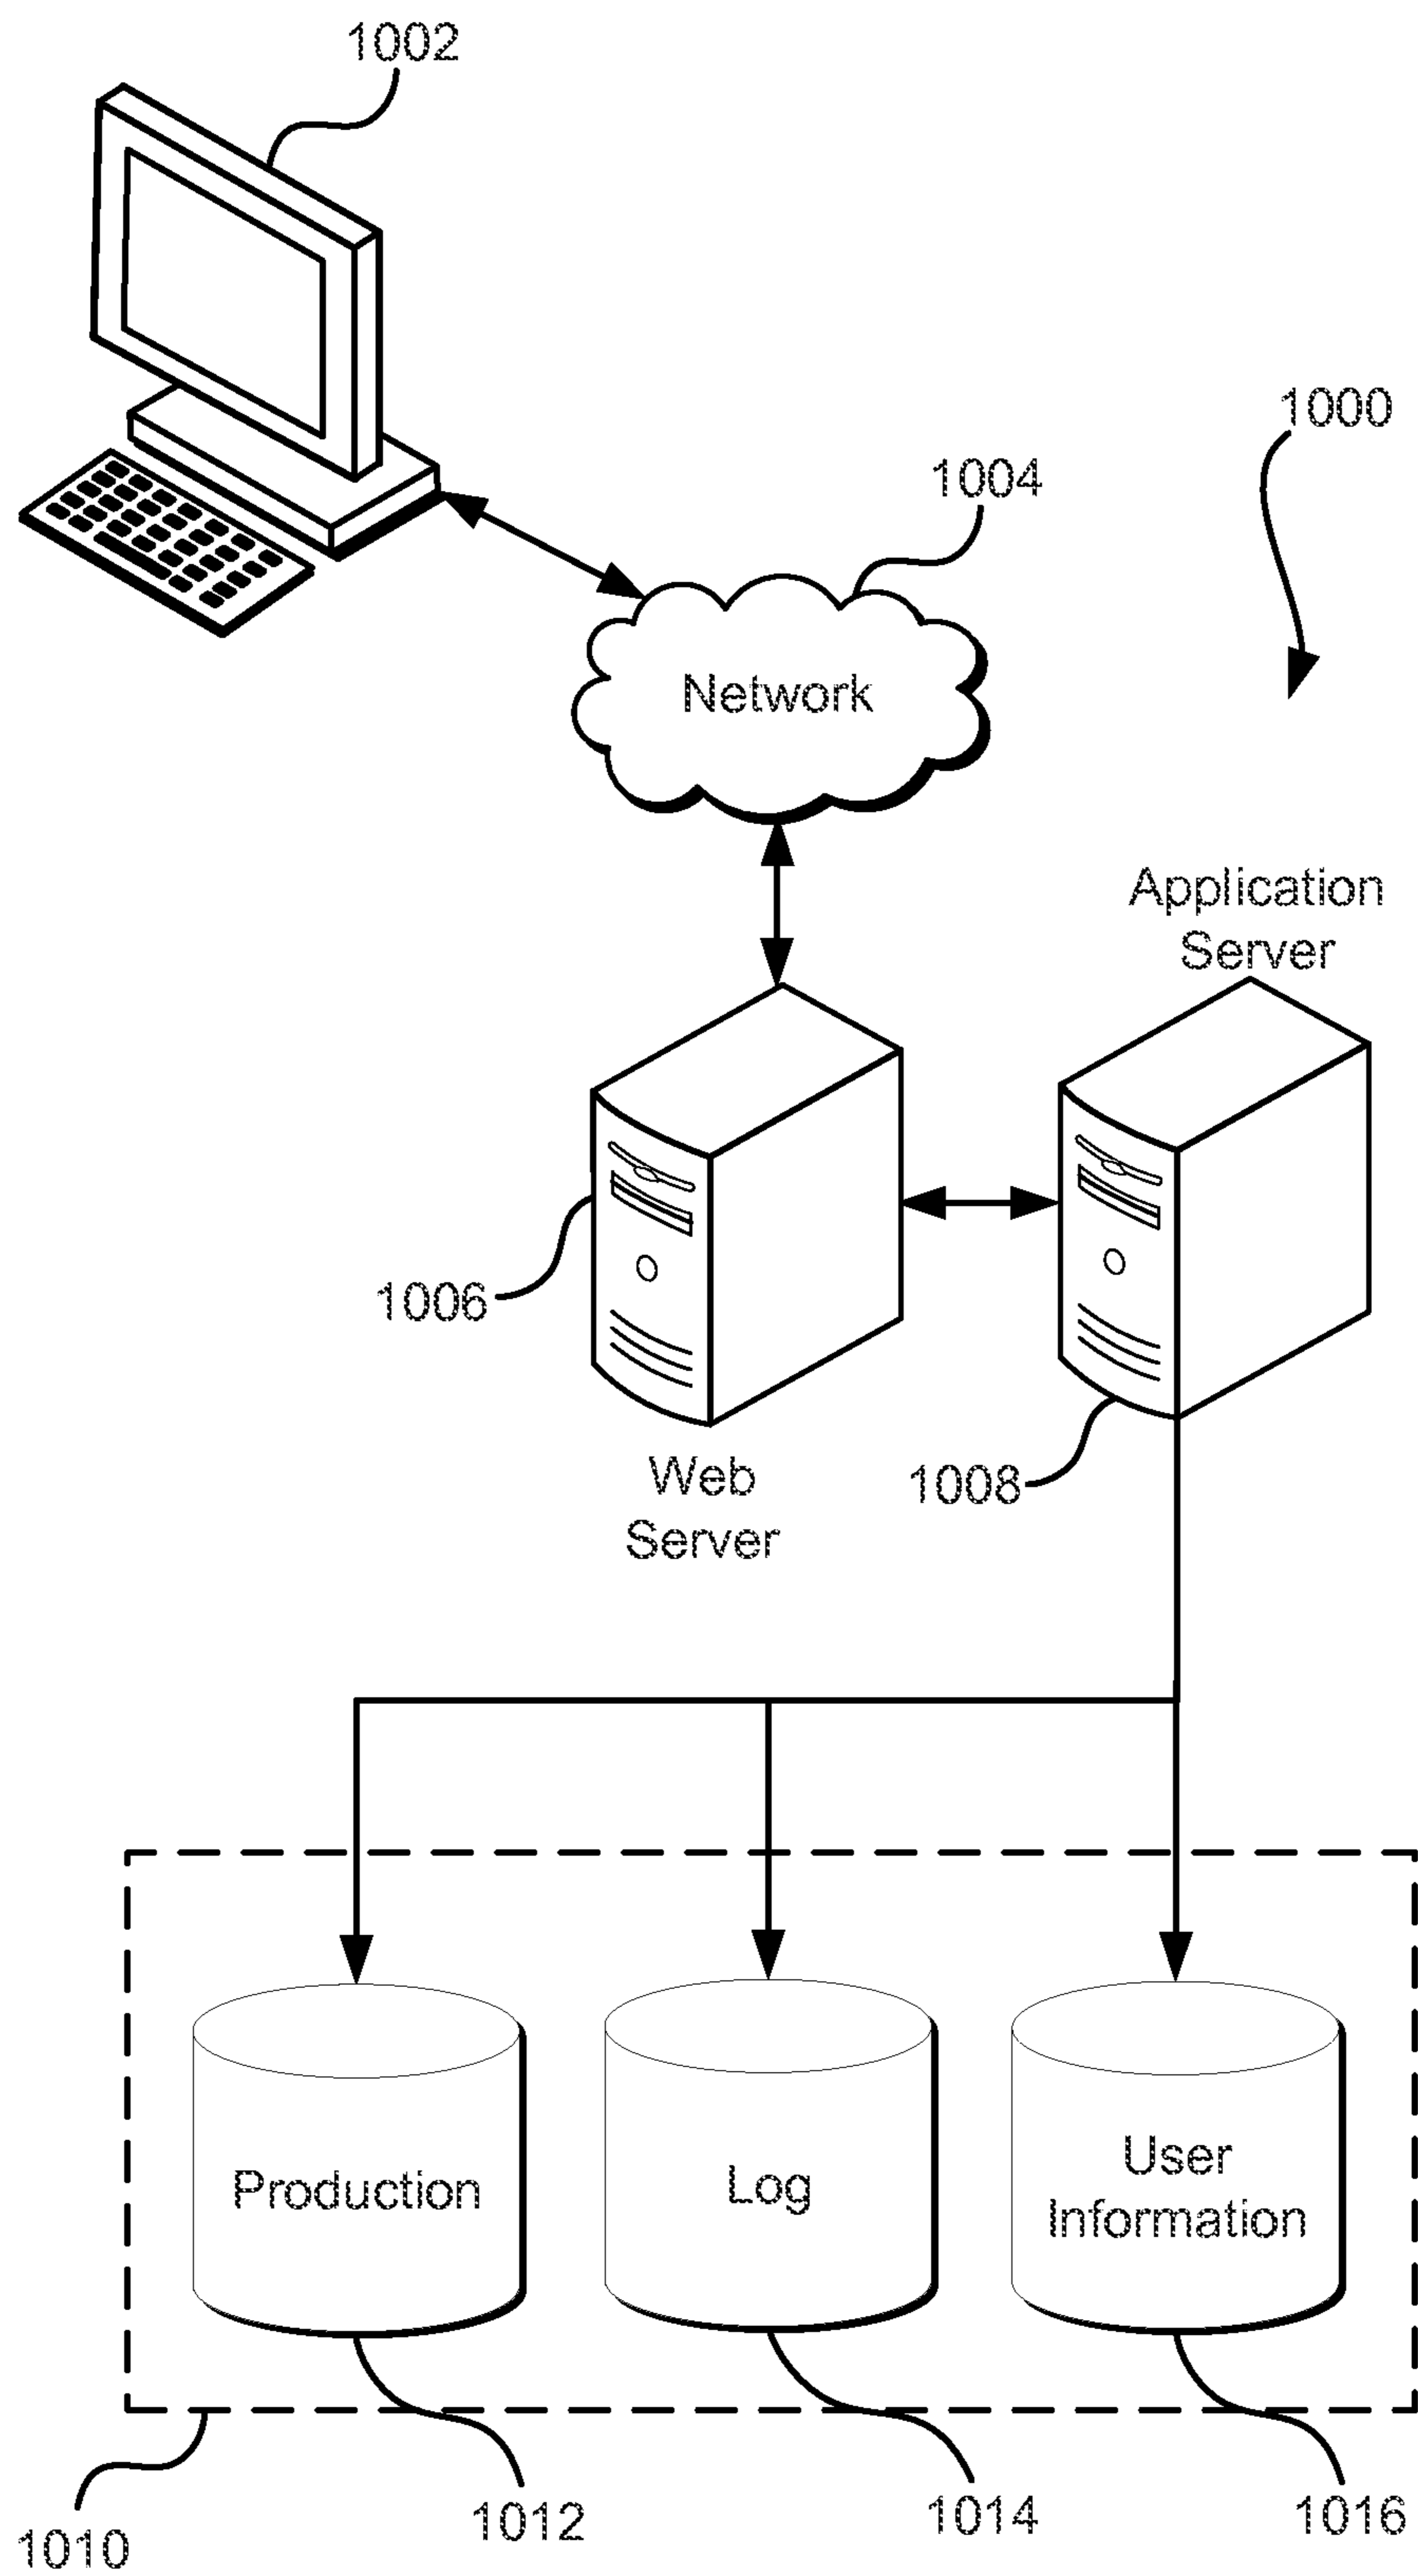 1002
1000
1004
Network
Application
Server
1006
Web
Server
1008
Production
Log
User
Information
1010
1012
1014
1016